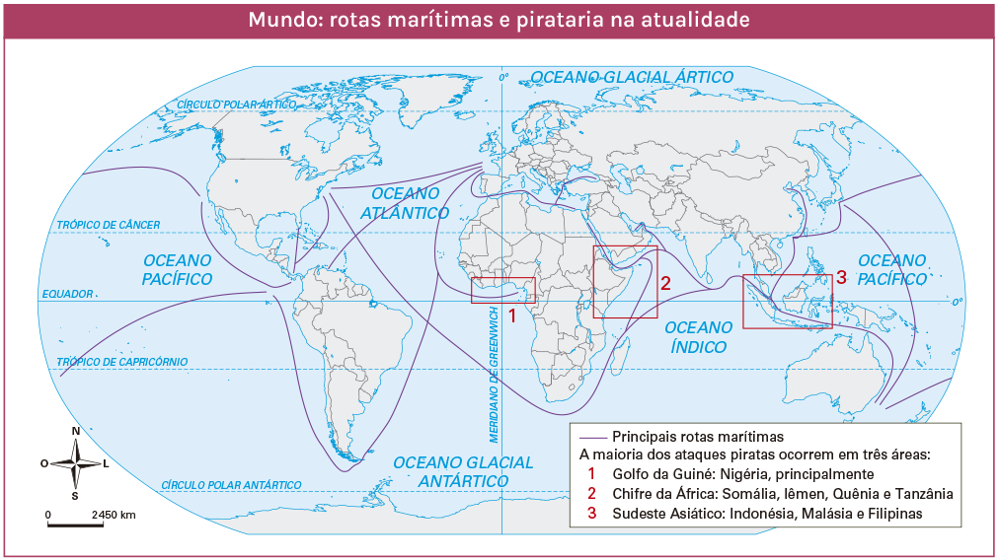 Mundo: rotas marítimas e pirataria na atualidade
0°
OCEANO GLACIAL ÁRTICO
CÍRCULO POLAR ÁRTICO
OCEANO
ATLÂNTICO
TRÓPICO DE CÂNCER
OCEANO
PACÍFICO
OCEANO
PACÍFICO
EQUADOR
0°
1
2
3
OCEANO
ÍNDICO
MERIDIANO DE GREENWICH
TRÓPICO DE CAPRICÓRNIO
N
O
L
S
OCEANO GLACIAL
ANTÁRTICO
CÍRCULO POLAR ANTÁRTICO
0 2450 km
Principais rotas marítimas
A maioria dos ataques piratas ocorrem em três áreas:
1 Golfo da Guiné: Nigéria, principalmente
2 Chifre da África: Somália, Iêmen, Quênia e Tanzânia
3 Sudeste Asiático: Indonésia, Malásia e Filipinas